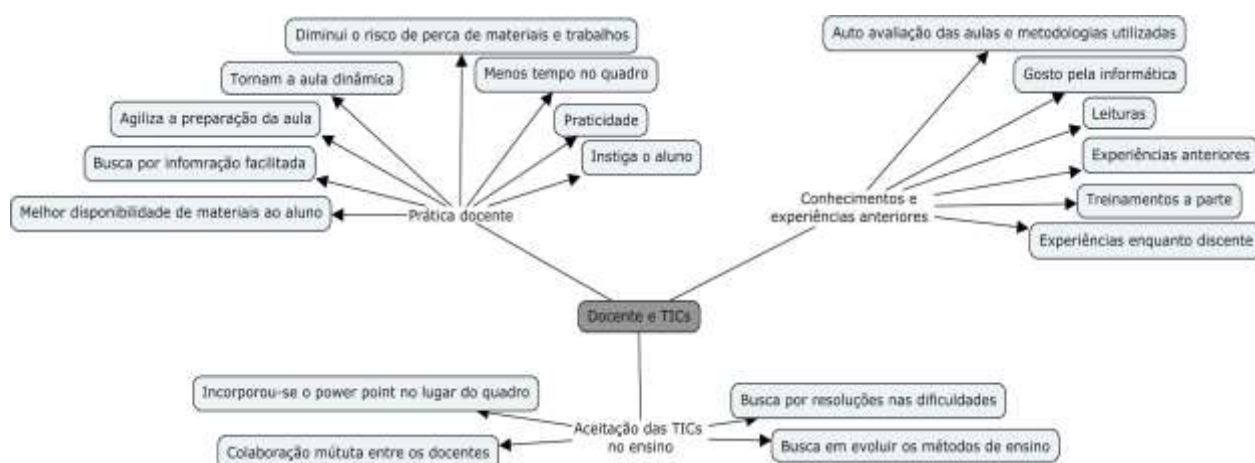 Diminui o risco de perca de materiais e trabalhos
Tornam a aula dinâmica
Menos tempo no quadro
Agiliza a preparação da aula
Praticidade
Busca por infomração facilitada
Instiga o aluno
Melhor disponibilidade de materiais ao aluno
Prática docente
Auto avaliação das aulas e metodologias utilizadas
Gosto pela informática
Leituras
Experiências anteriores
Conhecimentos e
experiências anteriores
Treinamentos a parte
Experiências enquanto discente
Docente e TICs
Incorporou-se o power point no lugar do quadro
Busca por resoluções nas dificuldades
Aceitação das TICs
no ensino
Colaboração mútuta entre os docentes
Busca em evoluir os métodos de ensino